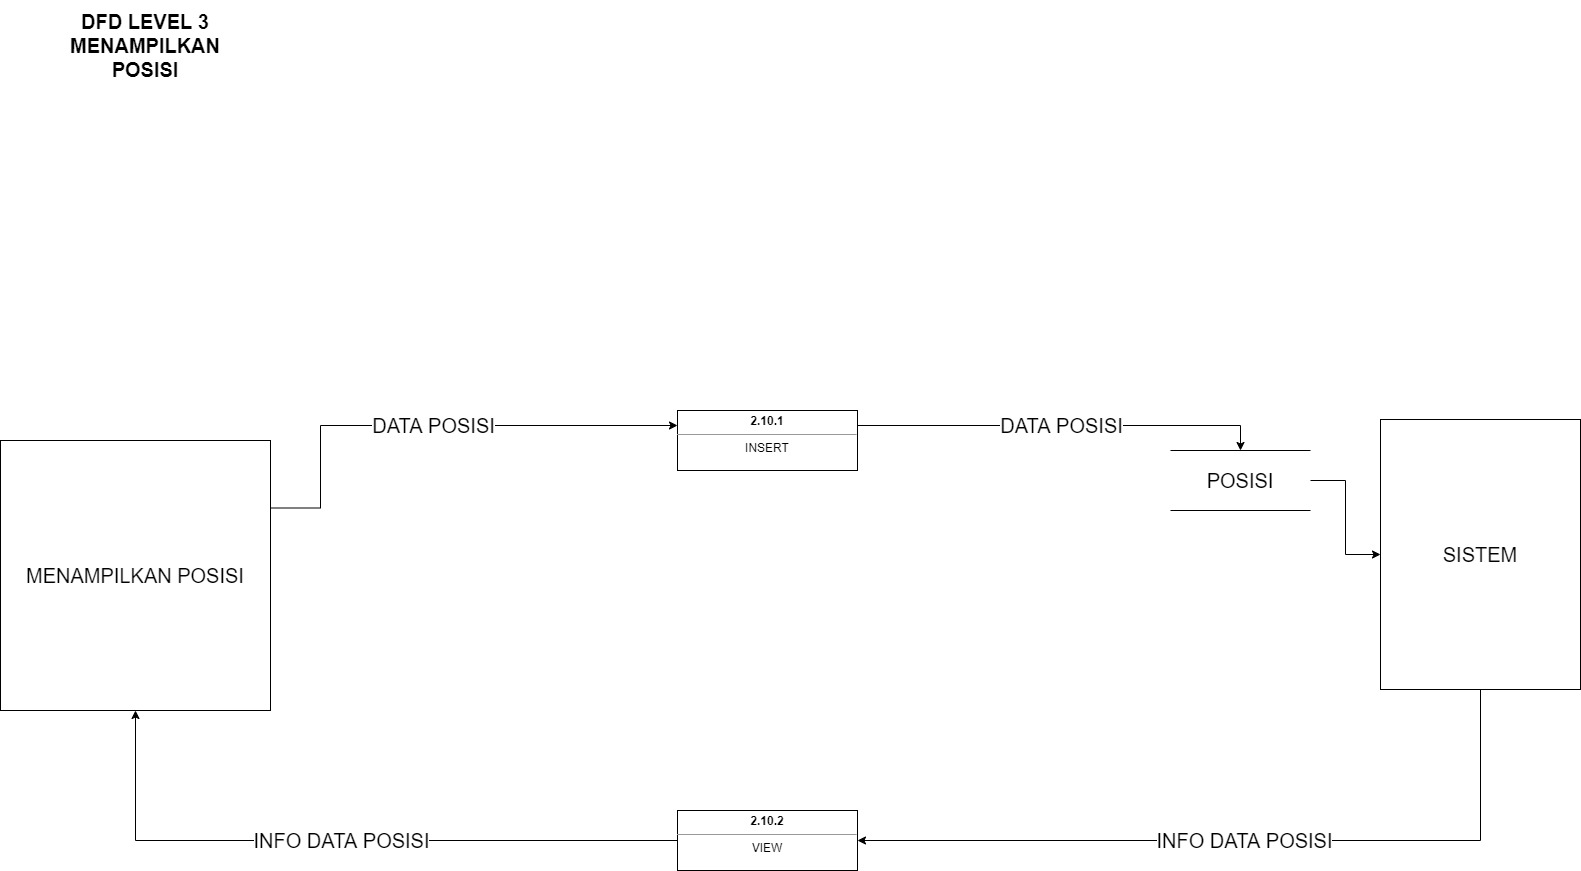 DFD LEVEL 3
MENAMPILKAN
POSISI
DATA POSISI
2.10.1
INSERT
DATA POSISI
POSISI
MENAMPILKAN POSISI
SISTEM
INFO DATA POSISI
2.10.2
VIEW
INFO DATA POSISI